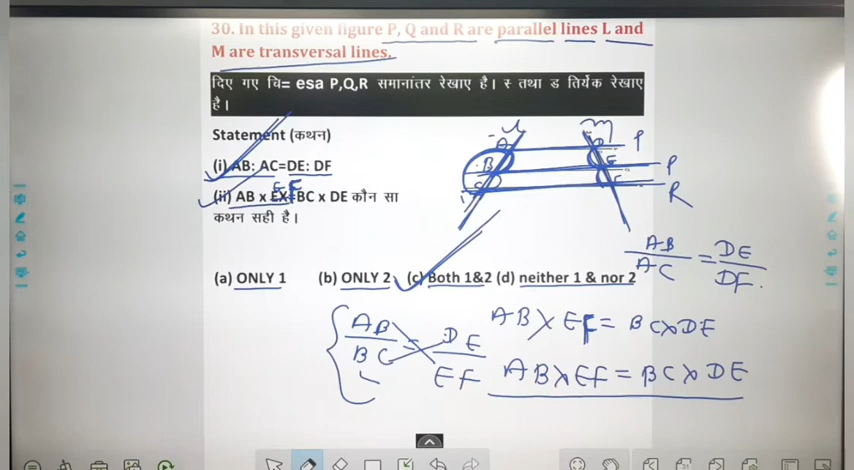 30. In this given figure P, Q and R are parallel lines L and
M are transversal lines.
दिए गए चि= esa P,Q,R समानांतर रेखाए है। र तथा ड तिर्यक रेखाए
है।
Statement (कथन)
(i) AB: AC=DE: DF
(ii) AB x EF=BC x DE कौन सा
कथन सही है।
(a) ONLY 1 (b) ONLY 2 (c) Both 1&2 (d) neither 1 & nor 2
l m
A D P
B E P
C F R
AB/AC = DE/DF.
AB/BC = DE/EF
AB X EF = BC X DE
AB X EF = BC X DE